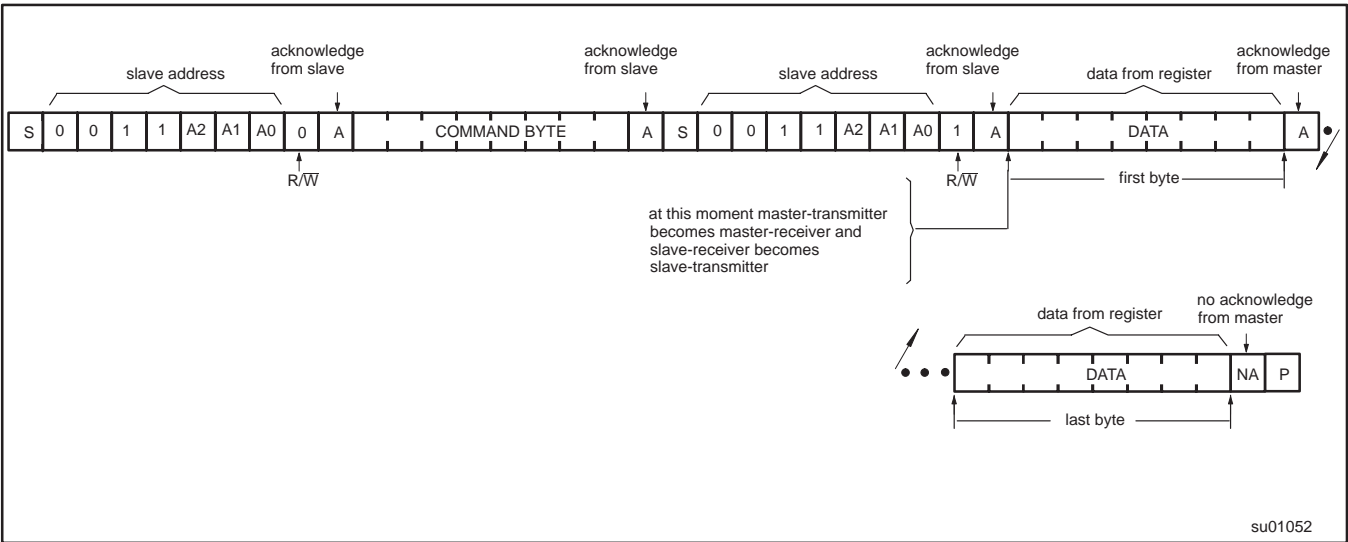 acknowledge
from slave
slave address
acknowledge
from slave
slave address
acknowledge
from slave
data from register
acknowledge
from master
S 0 0 1 1 A2 A1 A0 0 A COMMAND BYTE A S 0 0 1 1 A2 A1 A0 1 A DATA A
R/W̅
R/W̅
first byte
at this moment master-transmitter
becomes master-receiver and
slave-receiver becomes
slave-transmitter
data from register
no acknowledge
from master
DATA NA P
last byte
su01052